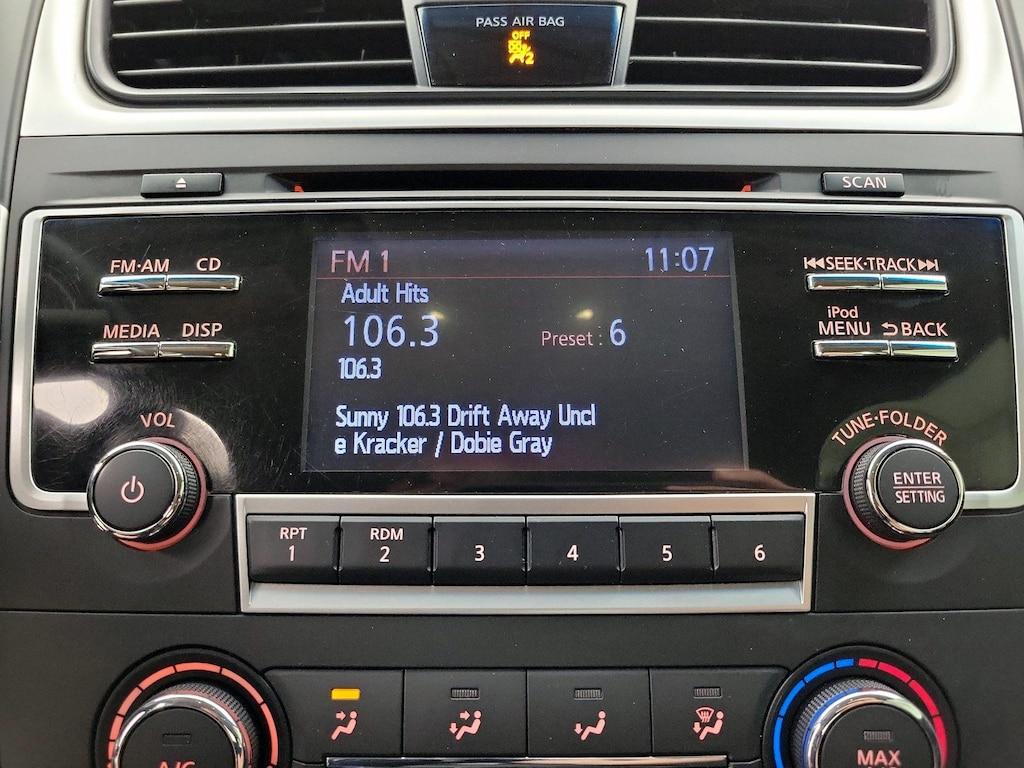 PASS AIR BAG
OFF
2
SCAN
FM·AM CD
FM 1 11:07
SEEK·TRACK
Adult Hits
106.3
Preset : 6
iPod
MEDIA DISP
MENU BACK
106.3
Sunny 106.3 Drift Away Uncl
e Kracker / Dobie Gray
VOL
TUNE·FOLDER
ENTER
SETTING
RPT
1
RDM
2
3
4
5
6
A/C
MAX